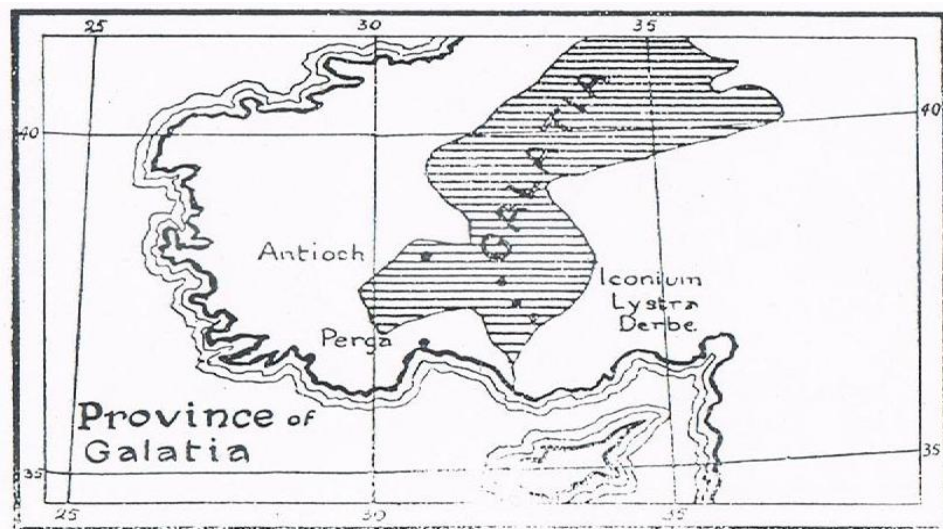 25 30 35
40 40
GALATIA
Antioch
Iconium
Lystra
Derbe.
Perga
Province of
Galatia
35 35
25 30 35